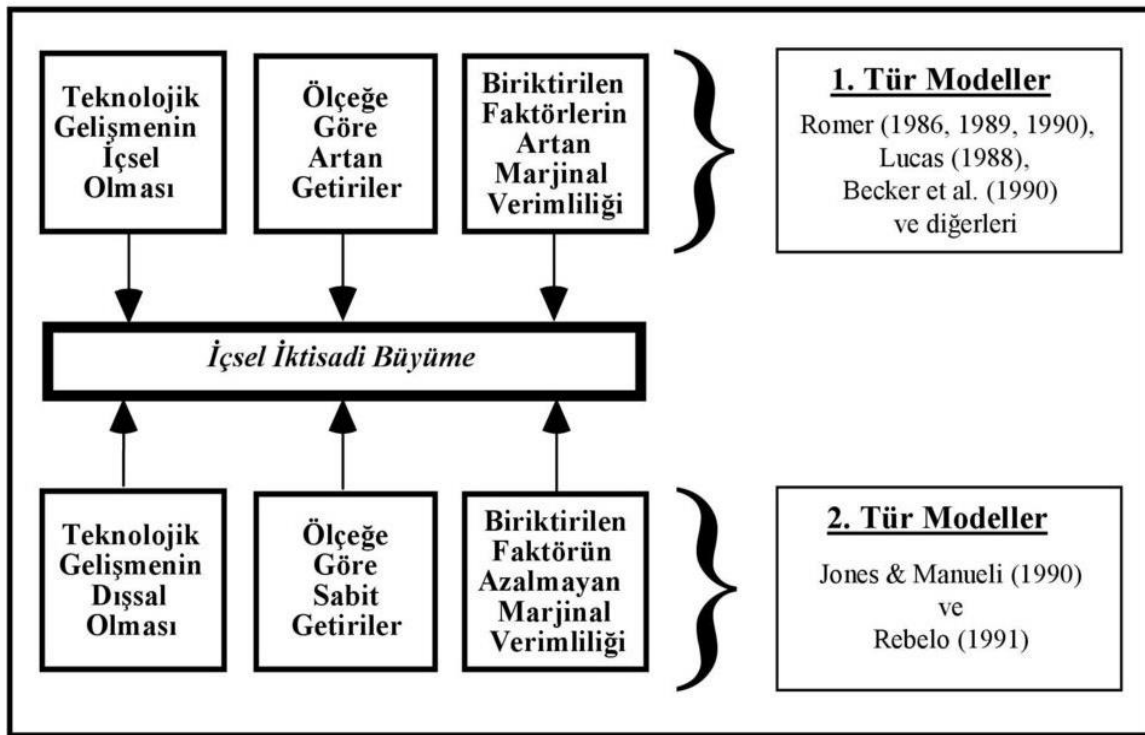 Teknolojik
Gelişmenin
İçsel
Olması
Ölçeğe
Göre
Artan
Getiriler
Biriktirilen
Faktörlerin
Artan
Marjinal
Verimliliği
1. Tür Modeller
Romer (1986, 1989, 1990),
Lucas (1988),
Becker et al. (1990)
ve diğerleri
İçsel İktisadi Büyüme
Teknolojik
Gelişmenin
Dışsal
Olması
Ölçeğe
Göre
Sabit
Getiriler
Biriktirilen
Faktörün
Azalmayan
Marjinal
Verimliliği
2. Tür Modeller
Jones & Manueli (1990)
ve
Rebelo (1991)